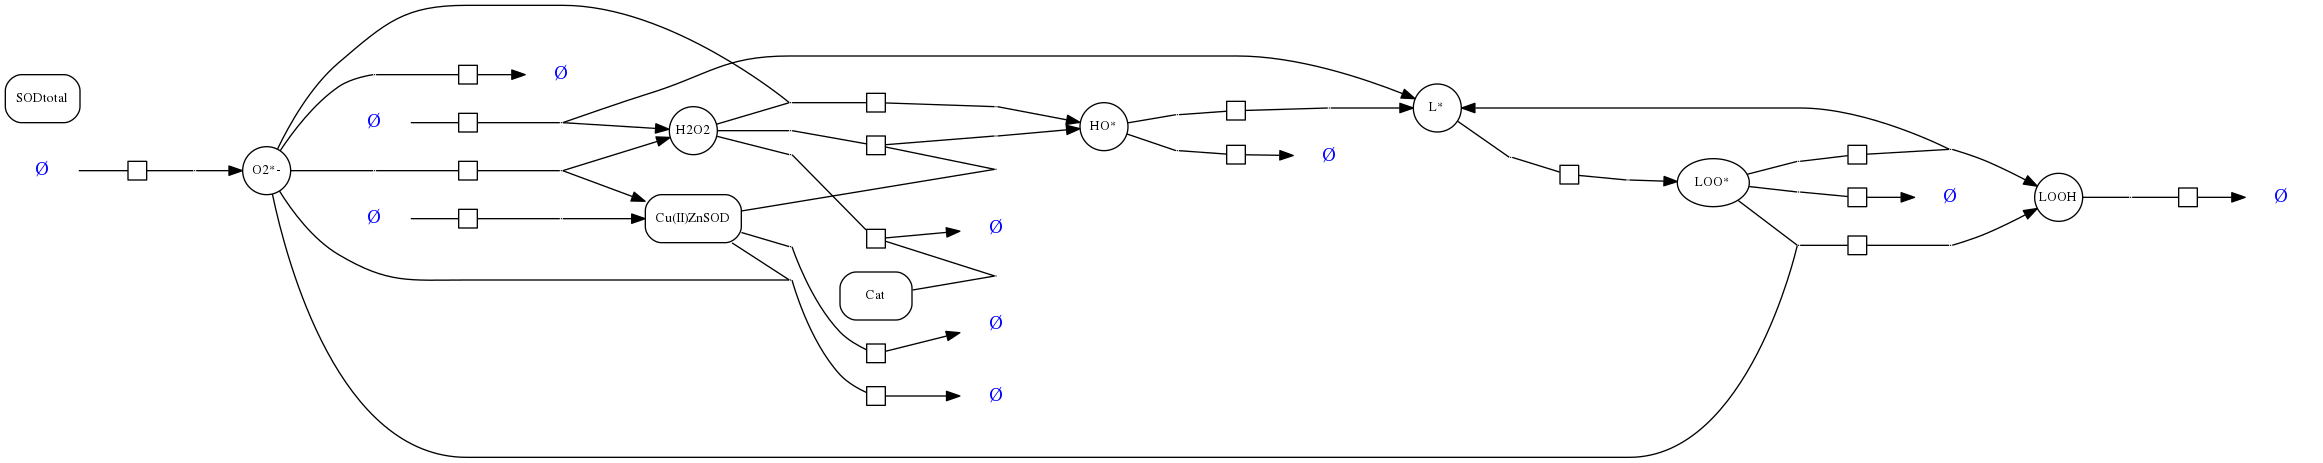 Ø
SODtotal
Ø
H2O2
HO*
L*
Ø
Ø
Ø
O2*-
LOO*
Ø
LOOH
Ø
Ø
Cu(II)ZnSOD
Ø
Cat
Ø
Ø